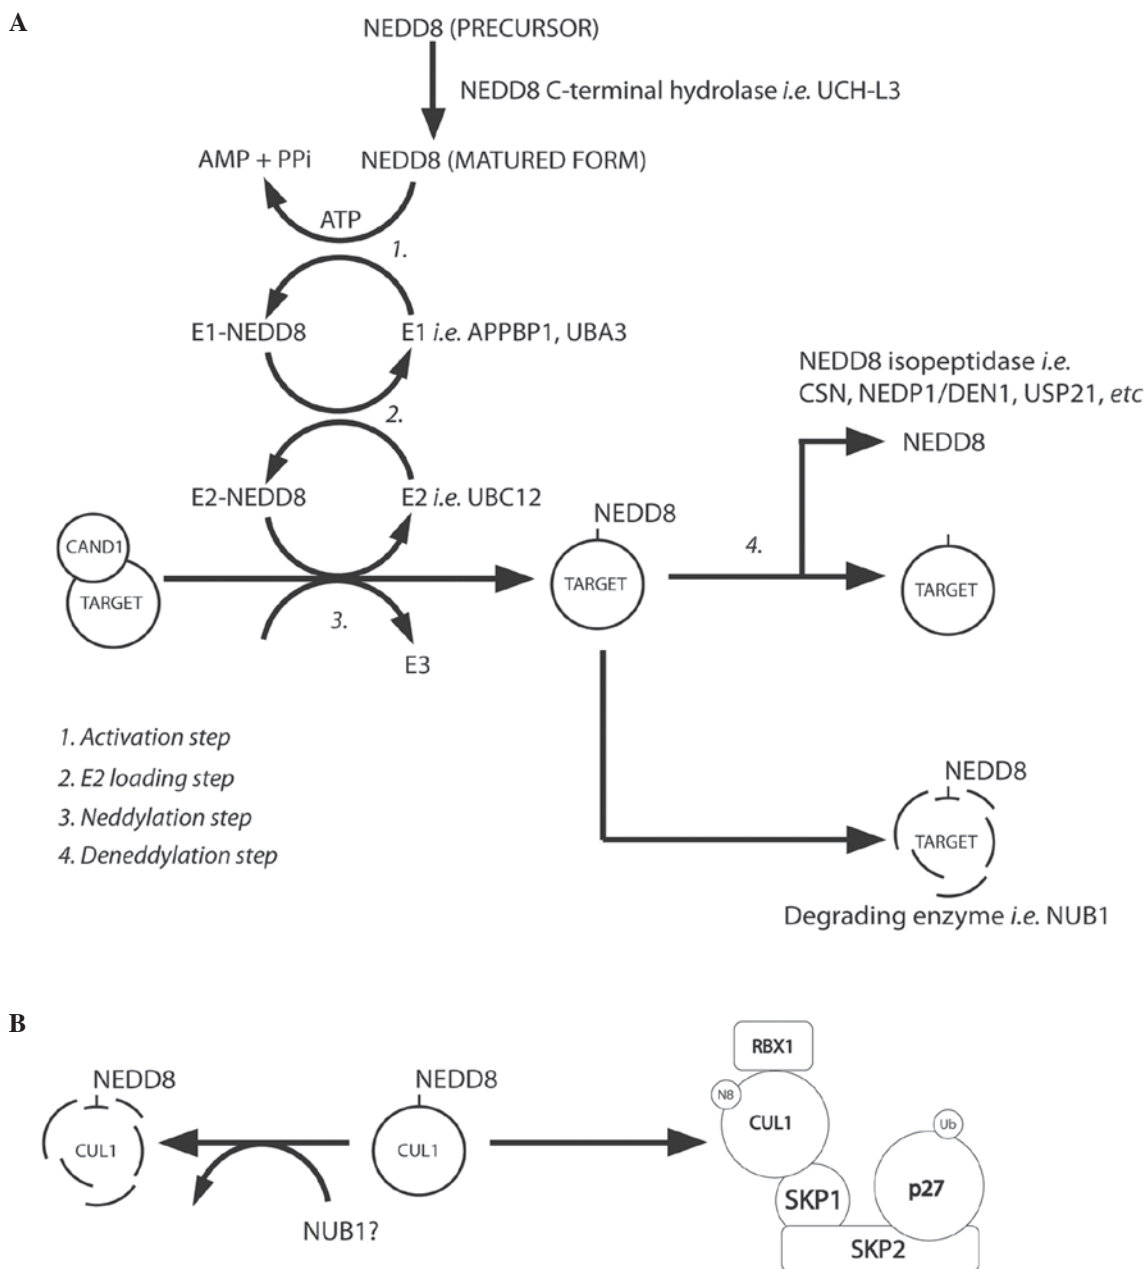 A
NEDD8 (PRECURSOR)
NEDD8 C-terminal hydrolase i.e. UCH-L3
AMP + PPi
NEDD8 (MATURED FORM)
ATP
1.
E1-NEDD8
E1 i.e. APPBP1, UBA3
NEDD8 isopeptidase i.e.
CSN, NEDP1/DEN1, USP21, etc
2.
NEDD8
E2-NEDD8
E2 i.e. UBC12
NEDD8
CAND1
4.
TARGET
TARGET
TARGET
3.
E3
1. Activation step
2. E2 loading step
3. Neddylation step
4. Deneddylation step
NEDD8
TARGET
Degrading enzyme i.e. NUB1
B
NEDD8
NEDD8
RBX1
N8
CUL1
CUL1
CUL1
Ub
p27
SKP1
NUB1?
SKP2